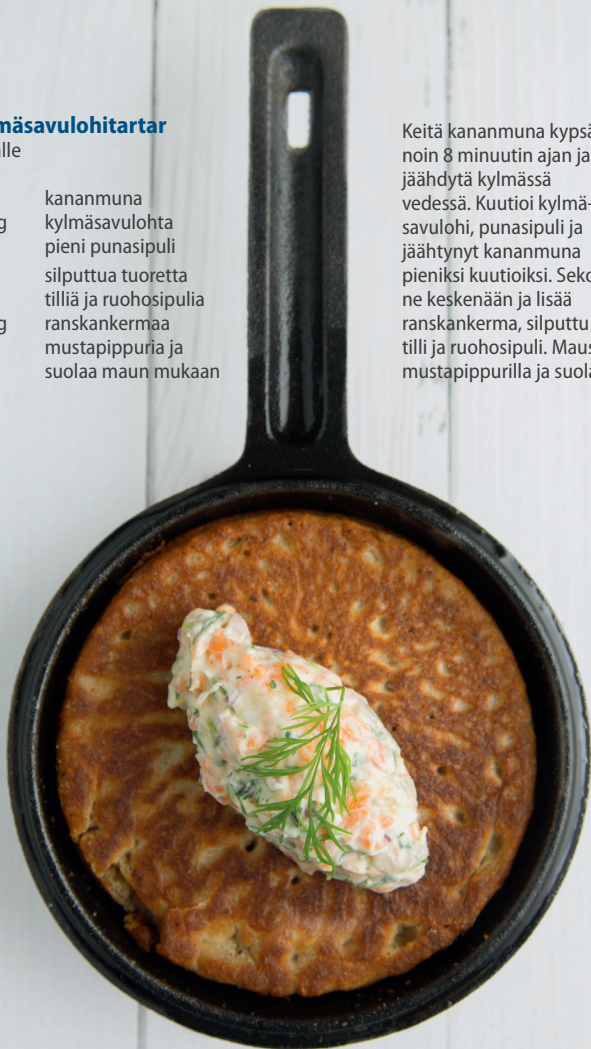 mäsavulohitartar
lle
kananmuna
g kylmäsavulohta
pieni punasipuli
silputtua tuoretta
tilliä ja ruohosipulia
g ranskankermaa
mustapippuria ja
suolaa maun mukaan
Keitä kananmuna kypsä
noin 8 minuutin ajan ja
jäähdytä kylmässä
vedessä. Kuutioi kylmä-
savulohi, punasipuli ja
jäähtynyt kananmuna
pieniksi kuutioiksi. Seko
ne keskenään ja lisää
ranskankerma, silputtu
tilli ja ruohosipuli. Maus
mustapippurilla ja suola